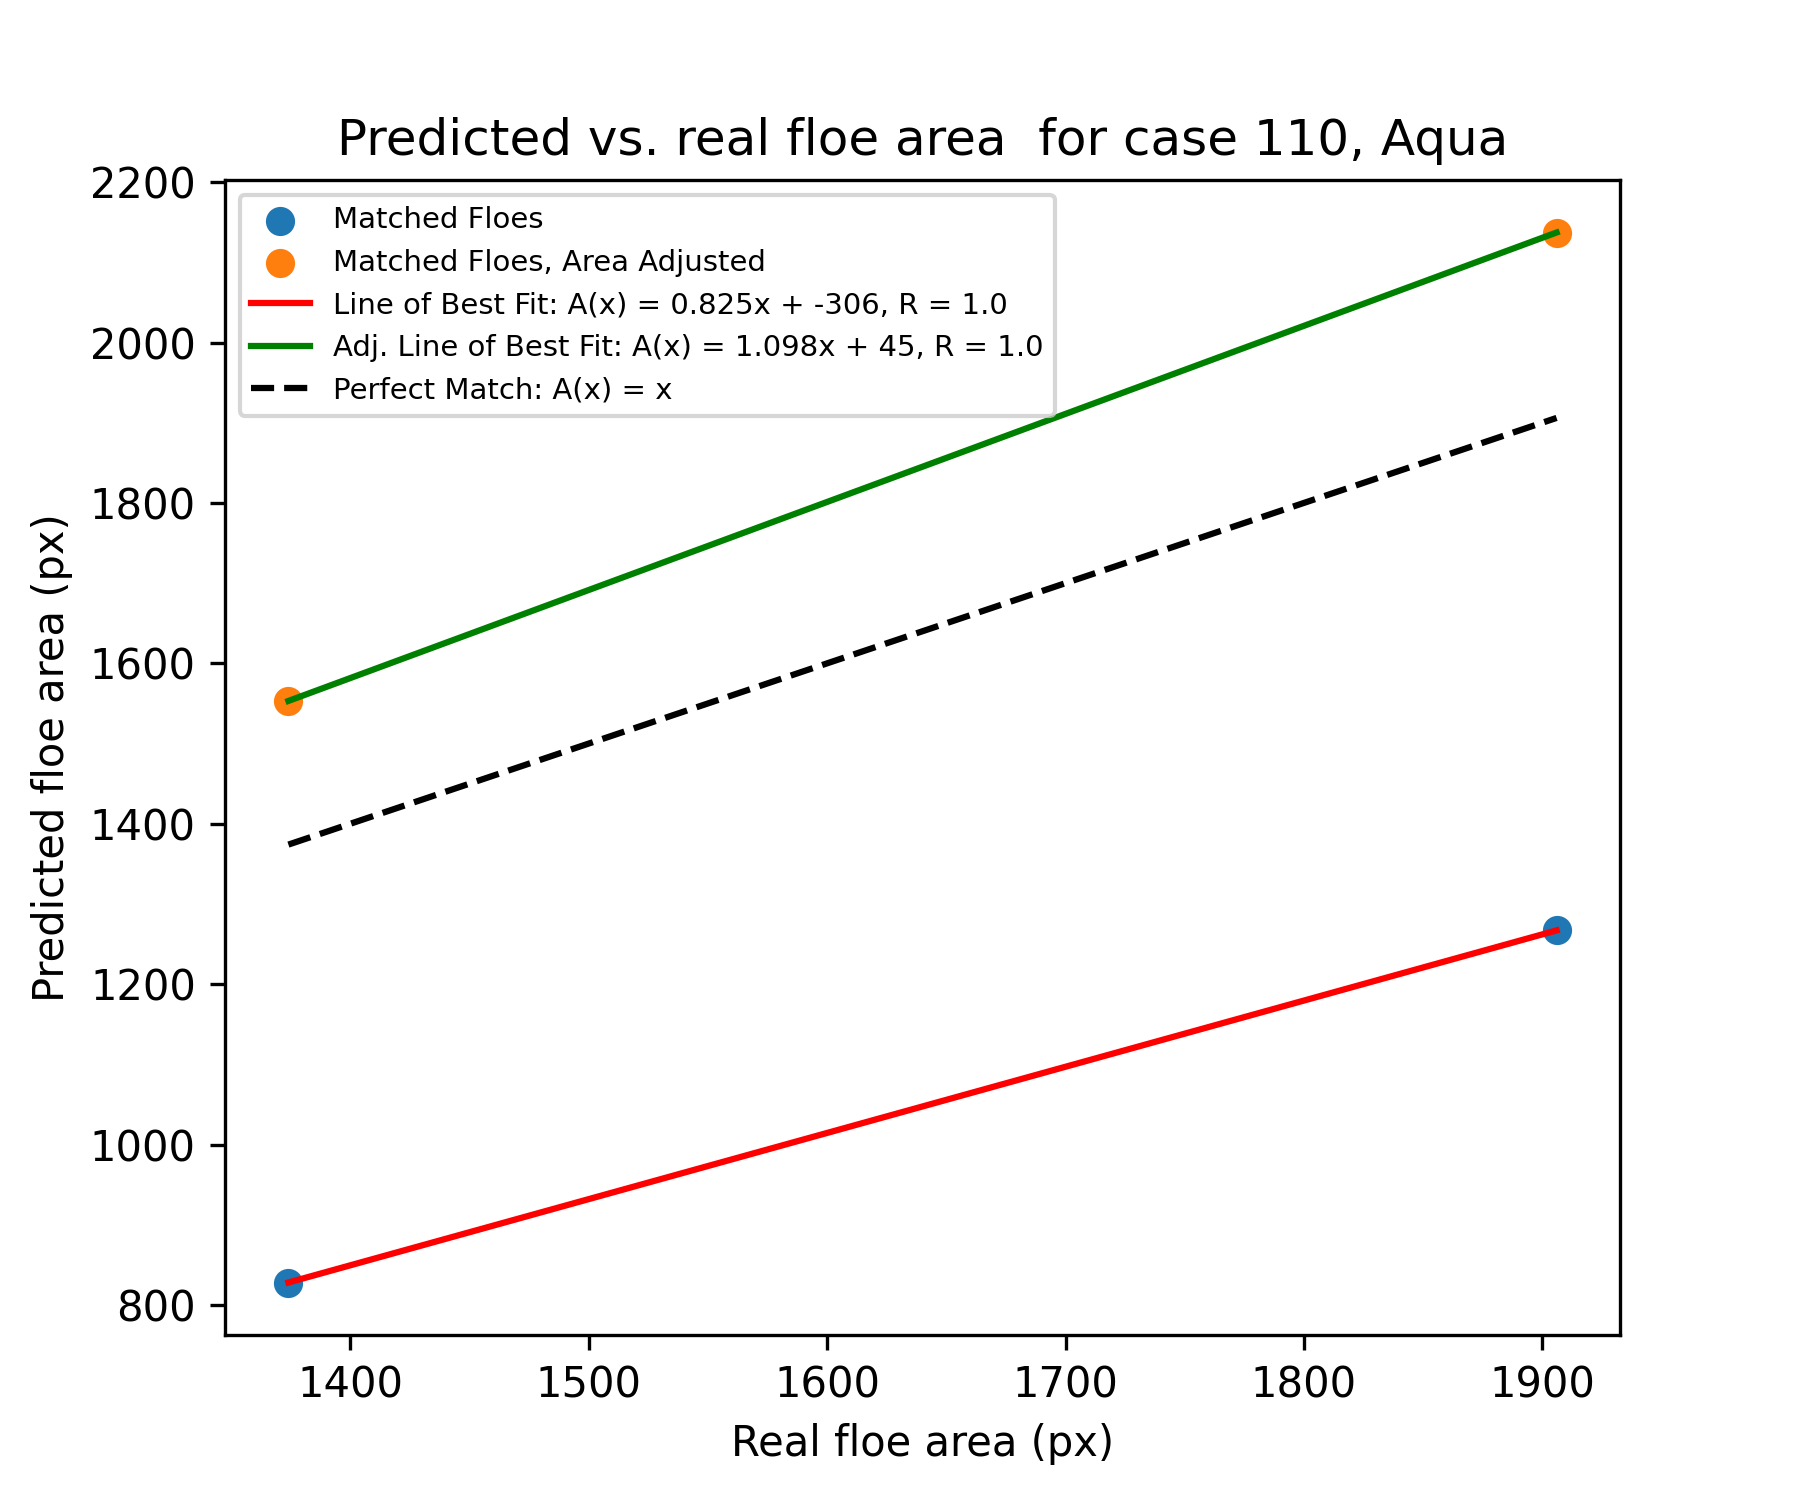 Predicted vs. real floe area  for case 110, Aqua
2200
2000
1800
1600
1400
1200
1000
800
Predicted floe area (px)
Matched Floes
Matched Floes, Area Adjusted
Line of Best Fit: A(x) = 0.825x + -306, R = 1.0
Adj. Line of Best Fit: A(x) = 1.098x + 45, R = 1.0
Perfect Match: A(x) = x
1400 1500 1600 1700 1800 1900
Real floe area (px)